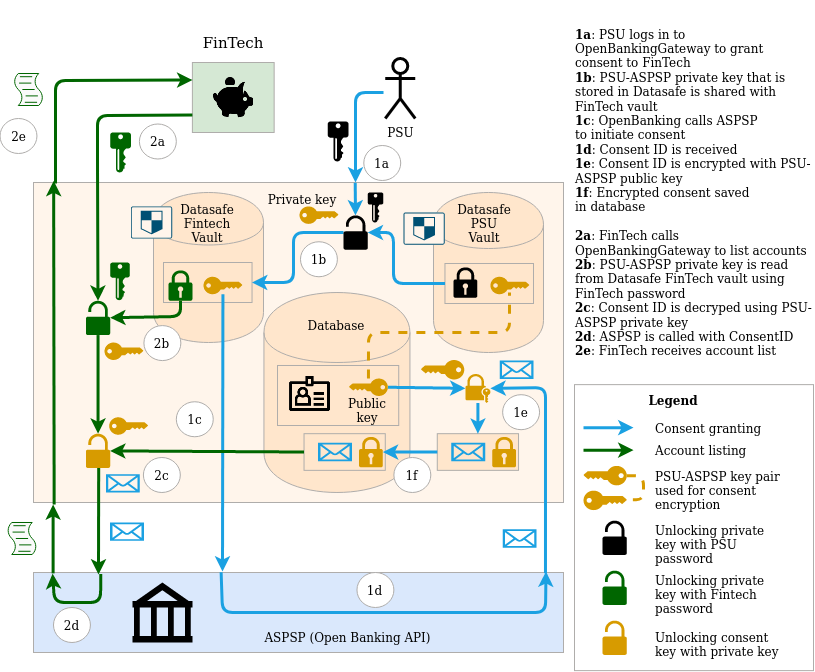 FinTech
PSU
2e
2a
1a
Private key
Datasafe
Fintech
Vault
Datasafe
PSU
Vault
1b
2b
Database
Public
key
1c
1e
2c
1f
1d
2d
ASPSP (Open Banking API)
1a: PSU logs in to
OpenBankingGateway to grant
consent to FinTech
1b: PSU-ASPSP private key that is
stored in Datasafe is shared with
FinTech vault
1c: OpenBanking calls ASPSP
to initiate consent
1d: Consent ID is received
1e: Consent ID is encrypted with PSU-
ASPSP public key
1f: Encrypted consent saved
in database
2a: FinTech calls
OpenBankingGateway to list accounts
2b: PSU-ASPSP private key is read
from Datasafe FinTech vault using
FinTech password
2c: Consent ID is decryped using PSU-
ASPSP private key
2d: ASPSP is called with ConsentID
2e: FinTech receives account list
Legend
Consent granting
Account listing
PSU-ASPSP key pair
used for consent
encryption
Unlocking private
key with PSU
password
Unlocking private
key with Fintech
password
Unlocking consent
key with private key